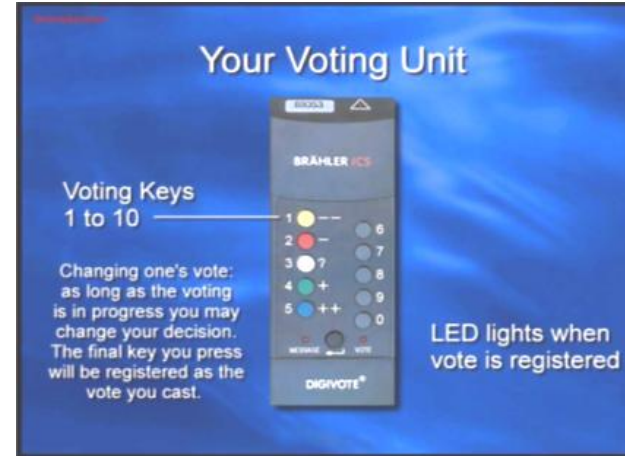 Your Voting Unit
BRÄHLER ICS
Voting Keys
1 to 10
1 --
2 -
3 ?
4 +
5 ++
6
7
8
9
0
Changing one's vote:
as long as the voting
is in progress you may
change your decision.
The final key you press
will be registered as the
vote you cast.
MESSAGE
VOTE
LED lights when
vote is registered
DIGIVOTE®